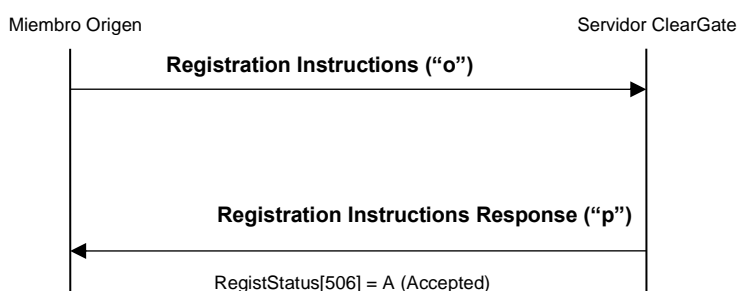 Miembro Origen
Servidor ClearGate
Registration Instructions (“o”)
Registration Instructions Response (“p”)
RegistStatus[506] = A (Accepted)